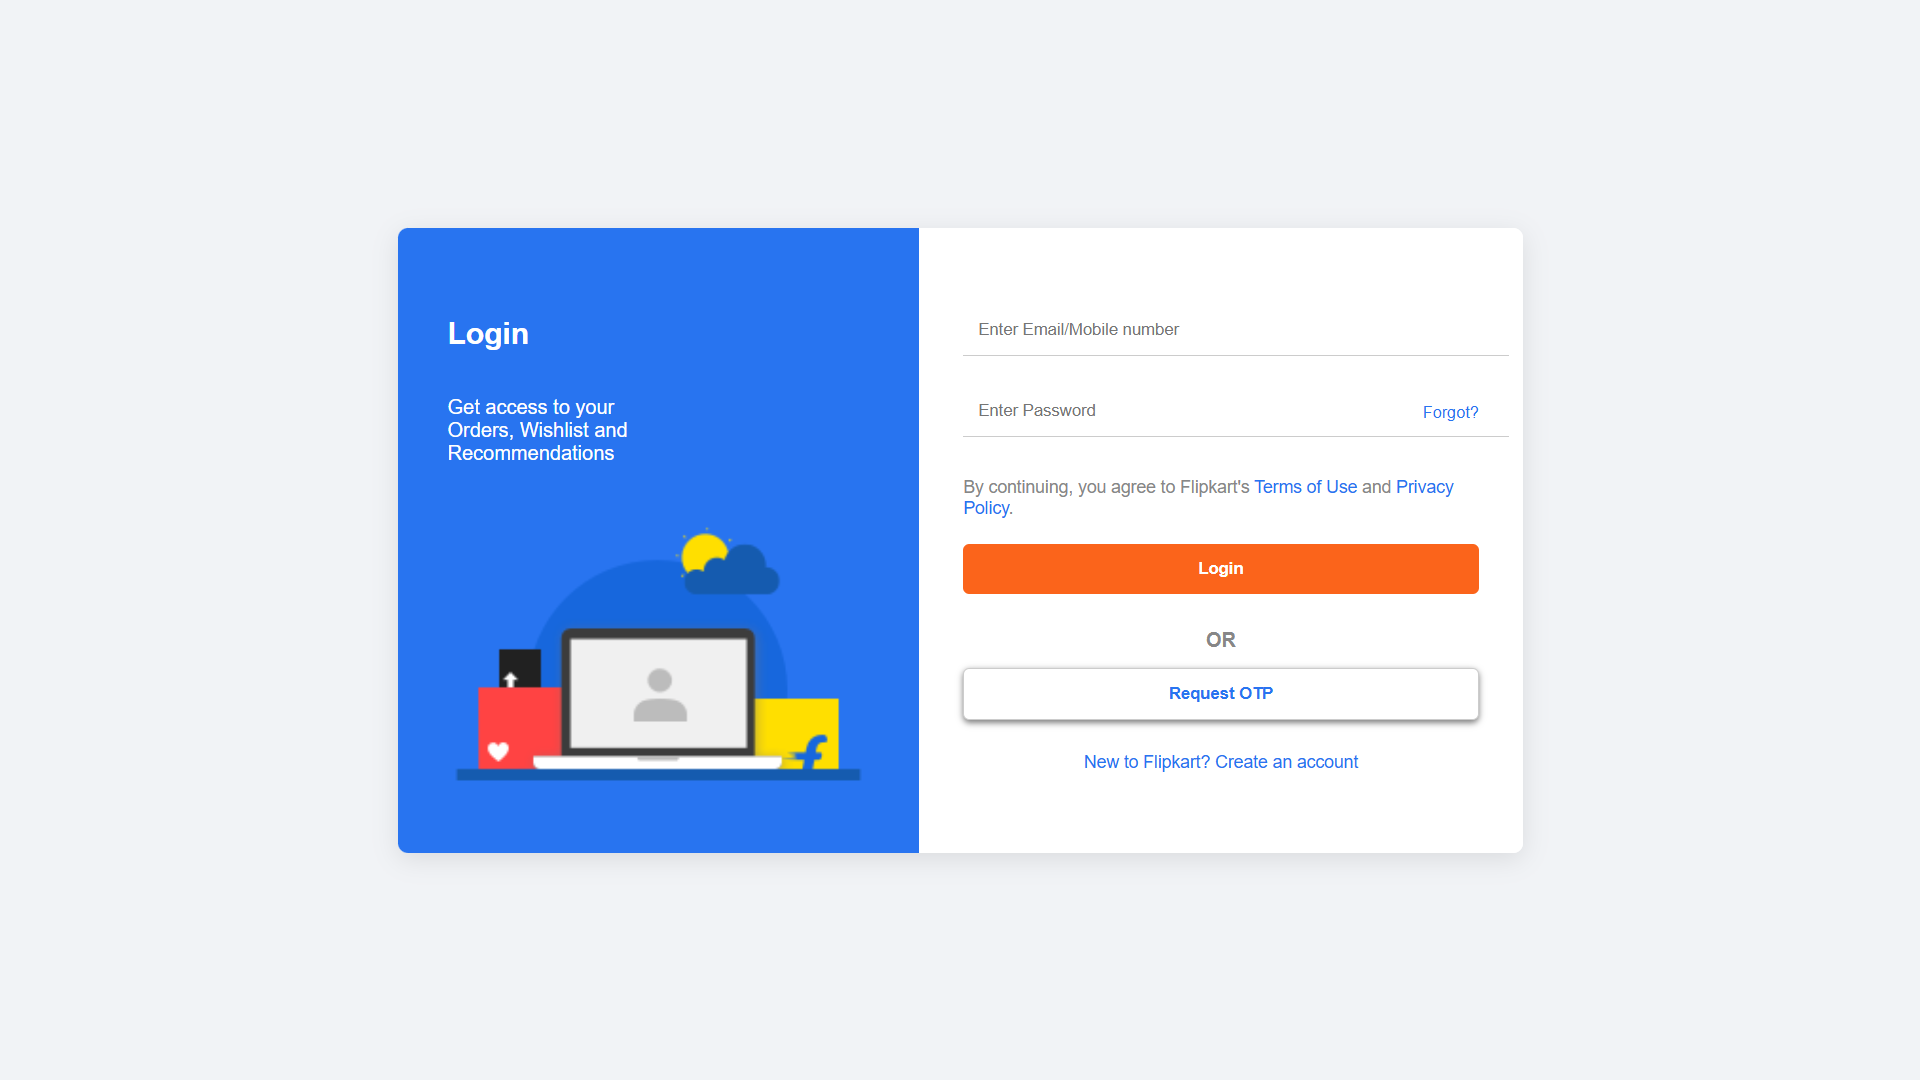 Login
Get access to your
Orders, Wishlist and
Recommendations
Enter Email/Mobile number
Enter Password
Forgot?
By continuing, you agree to Flipkart's Terms of Use and Privacy
Policy.
Login
OR
Request OTP
New to Flipkart? Create an account